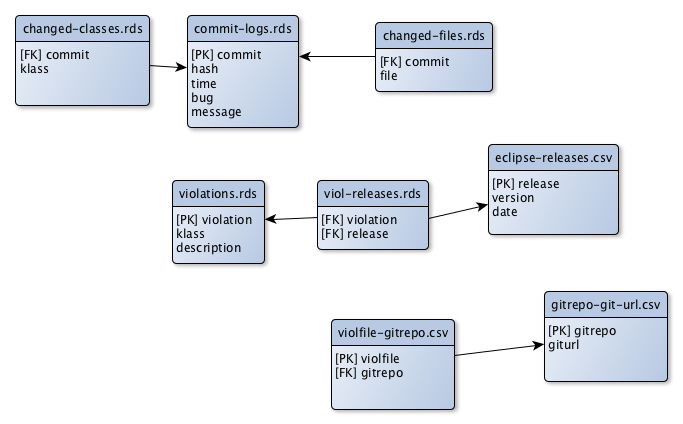 changed-classes.rds
[FK] commit
klass
commit-logs.rds
[PK] commit
hash
time
bug
message
changed-files.rds
[FK] commit
file
violations.rds
[PK] violation
klass
description
viol-releases.rds
[FK] violation
[FK] release
eclipse-releases.csv
[PK] release
version
date
violfile-gitrepo.csv
[PK] violfile
[FK] gitrepo
gitrepo-git-url.csv
[PK] gitrepo
giturl